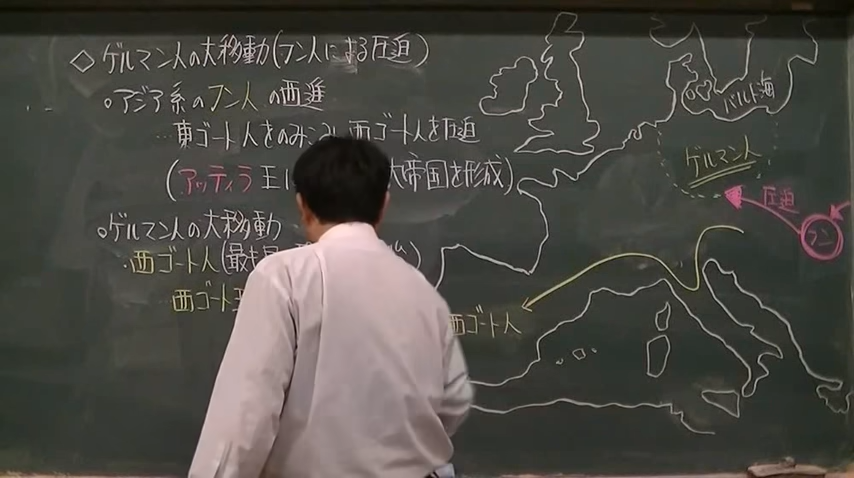 ◇ゲルマン人の大移動(フン人による圧迫)
○アジア系のフン人の西進
東ゴート人をのみこみ西ゴート人を圧迫
(アッティラ王に 大帝国を形成)
○ゲルマン人の大移動
・西ゴート人(最も
西ゴート王
バルト海
ゲルマン人
圧迫
フン
西ゴート人